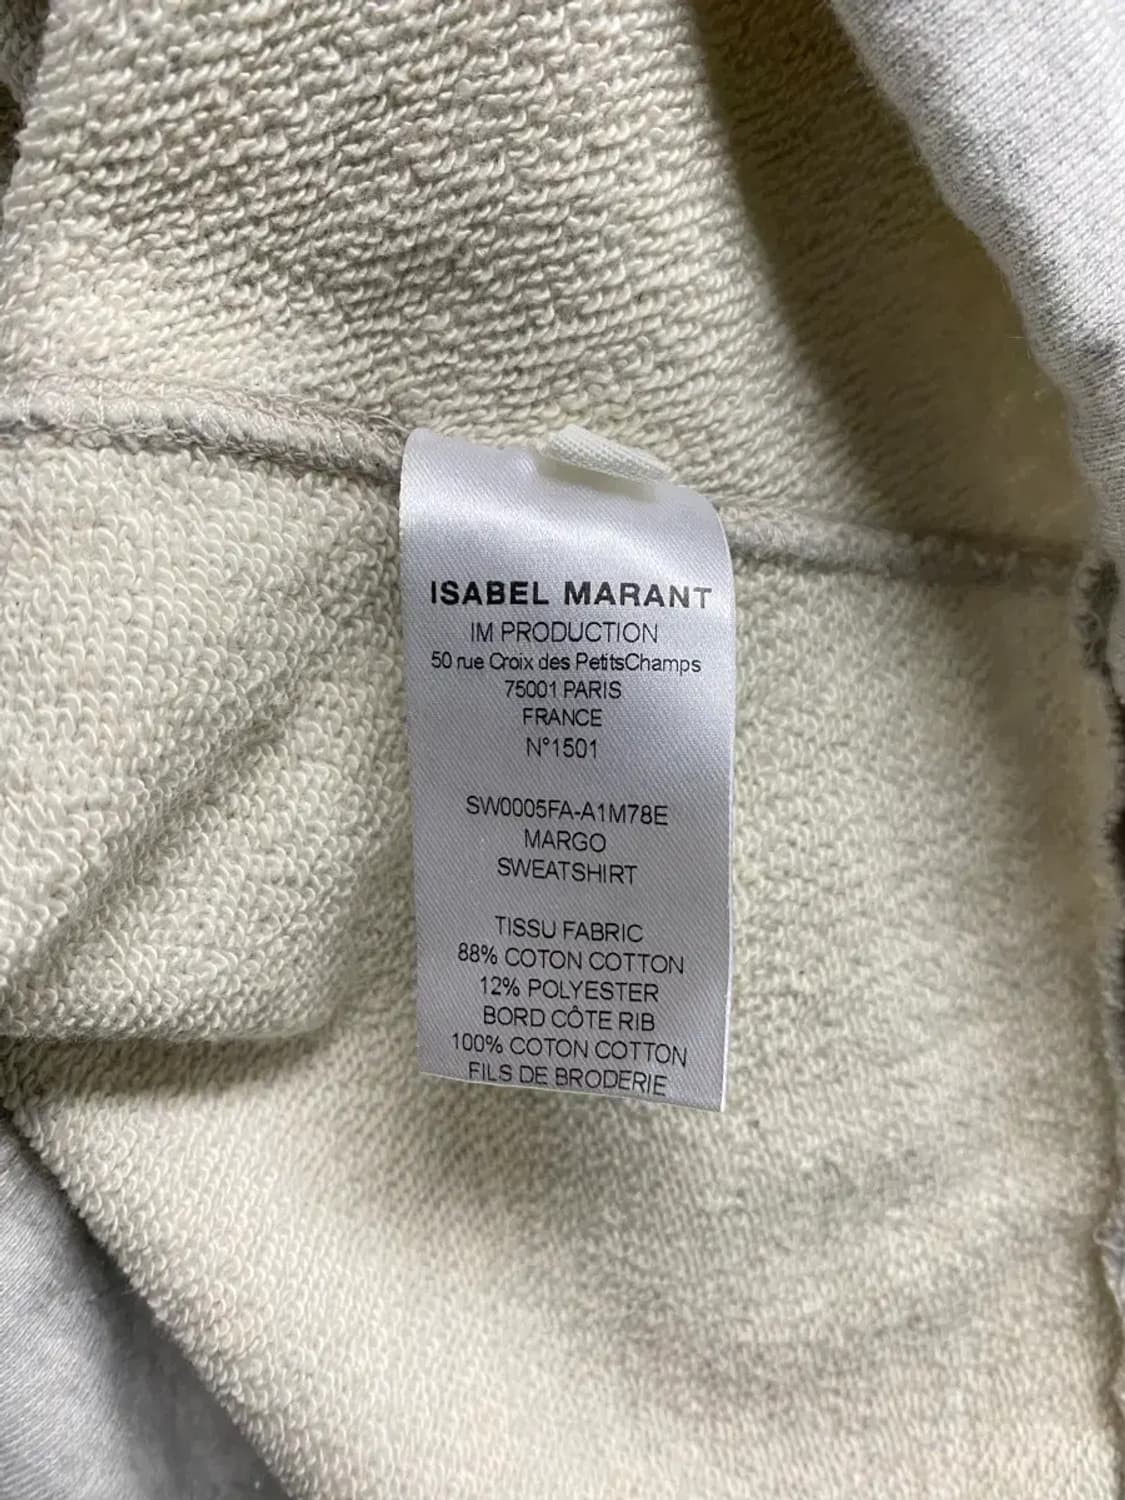 ISABEL MARANT
IM PRODUCTION
50 rue Croix des PetitsChamps
75001 PARIS
FRANCE
N°1501
SW0005FA-A1M78E
MARGO
SWEATSHIRT
TISSU FABRIC
88% COTON COTTON
12% POLYESTER
BORD CÔTE RIB
100% COTON COTTON
FILS DE BRODERIE